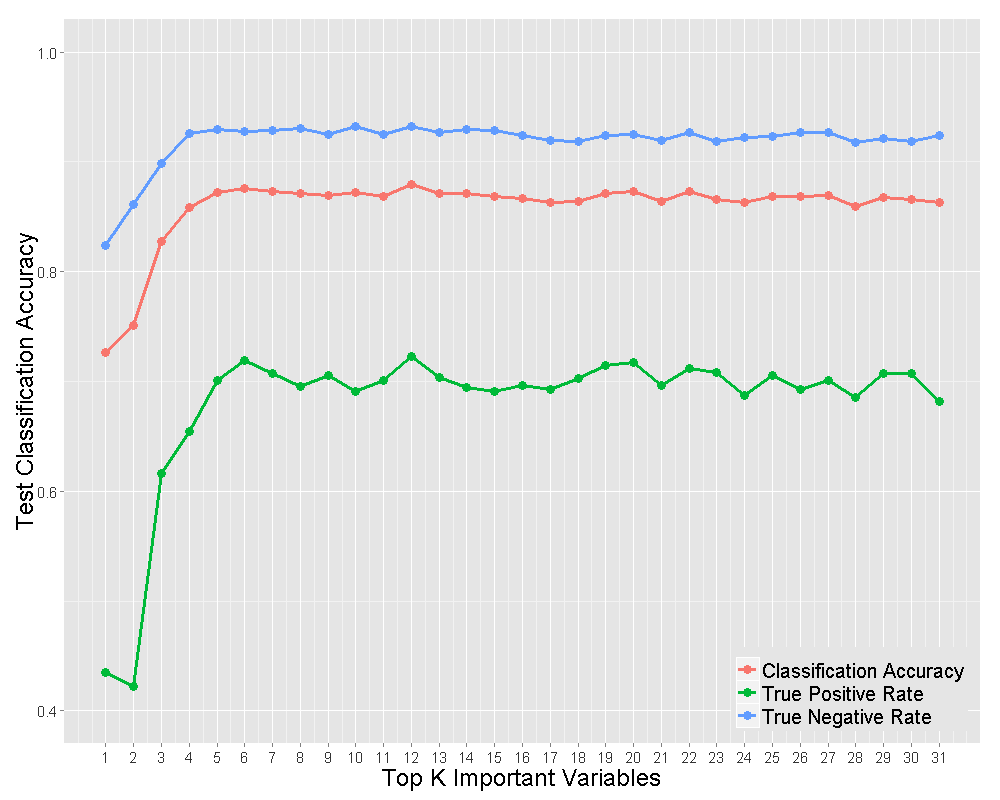 Test Classification Accuracy
1.0
0.8
0.6
0.4
Classification Accuracy
True Positive Rate
True Negative Rate
1 2 3 4 5 6 7 8 9 10 11 12 13 14 15 16 17 18 19 20 21 22 23 24 25 26 27 28 29 30 31
Top K Important Variables